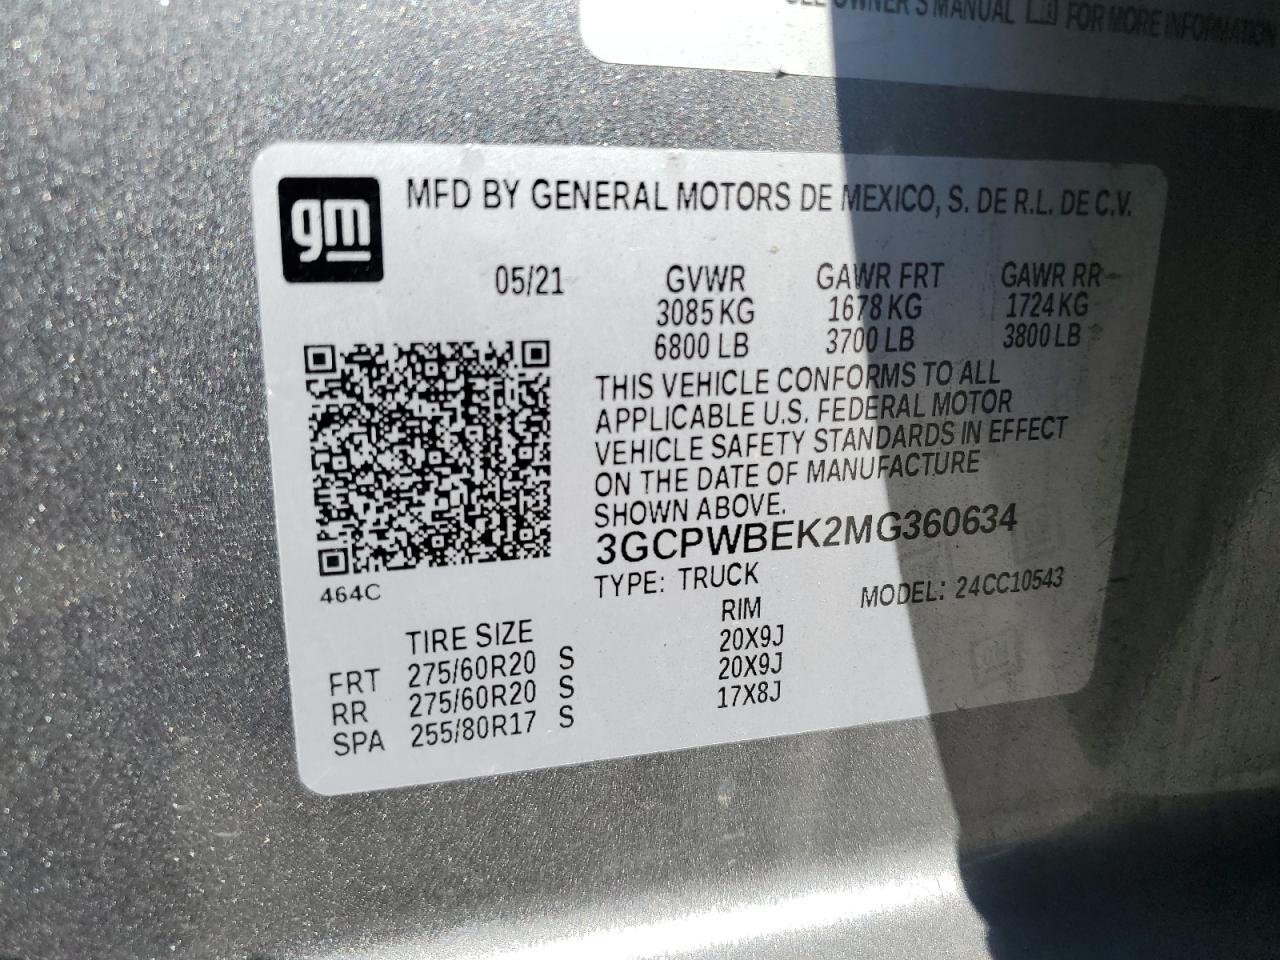 OWNER'S MANUAL FOR MORE INFORMATION
gm
MFD BY GENERAL MOTORS DE MEXICO, S. DE R.L. DE C.V.
05/21 GVWR GAWR FRT GAWR RR
3085 KG 1678 KG 1724 KG
6800 LB 3700 LB 3800 LB
THIS VEHICLE CONFORMS TO ALL
APPLICABLE U.S. FEDERAL MOTOR
VEHICLE SAFETY STANDARDS IN EFFECT
ON THE DATE OF MANUFACTURE
SHOWN ABOVE.
3GCPWBEK2MG360634
464C
TYPE: TRUCK MODEL: 24CC10543
TIRE SIZE RIM
FRT 275/60R20 S 20X9J
RR 275/60R20 S 20X9J
SPA 255/80R17 S 17X8J